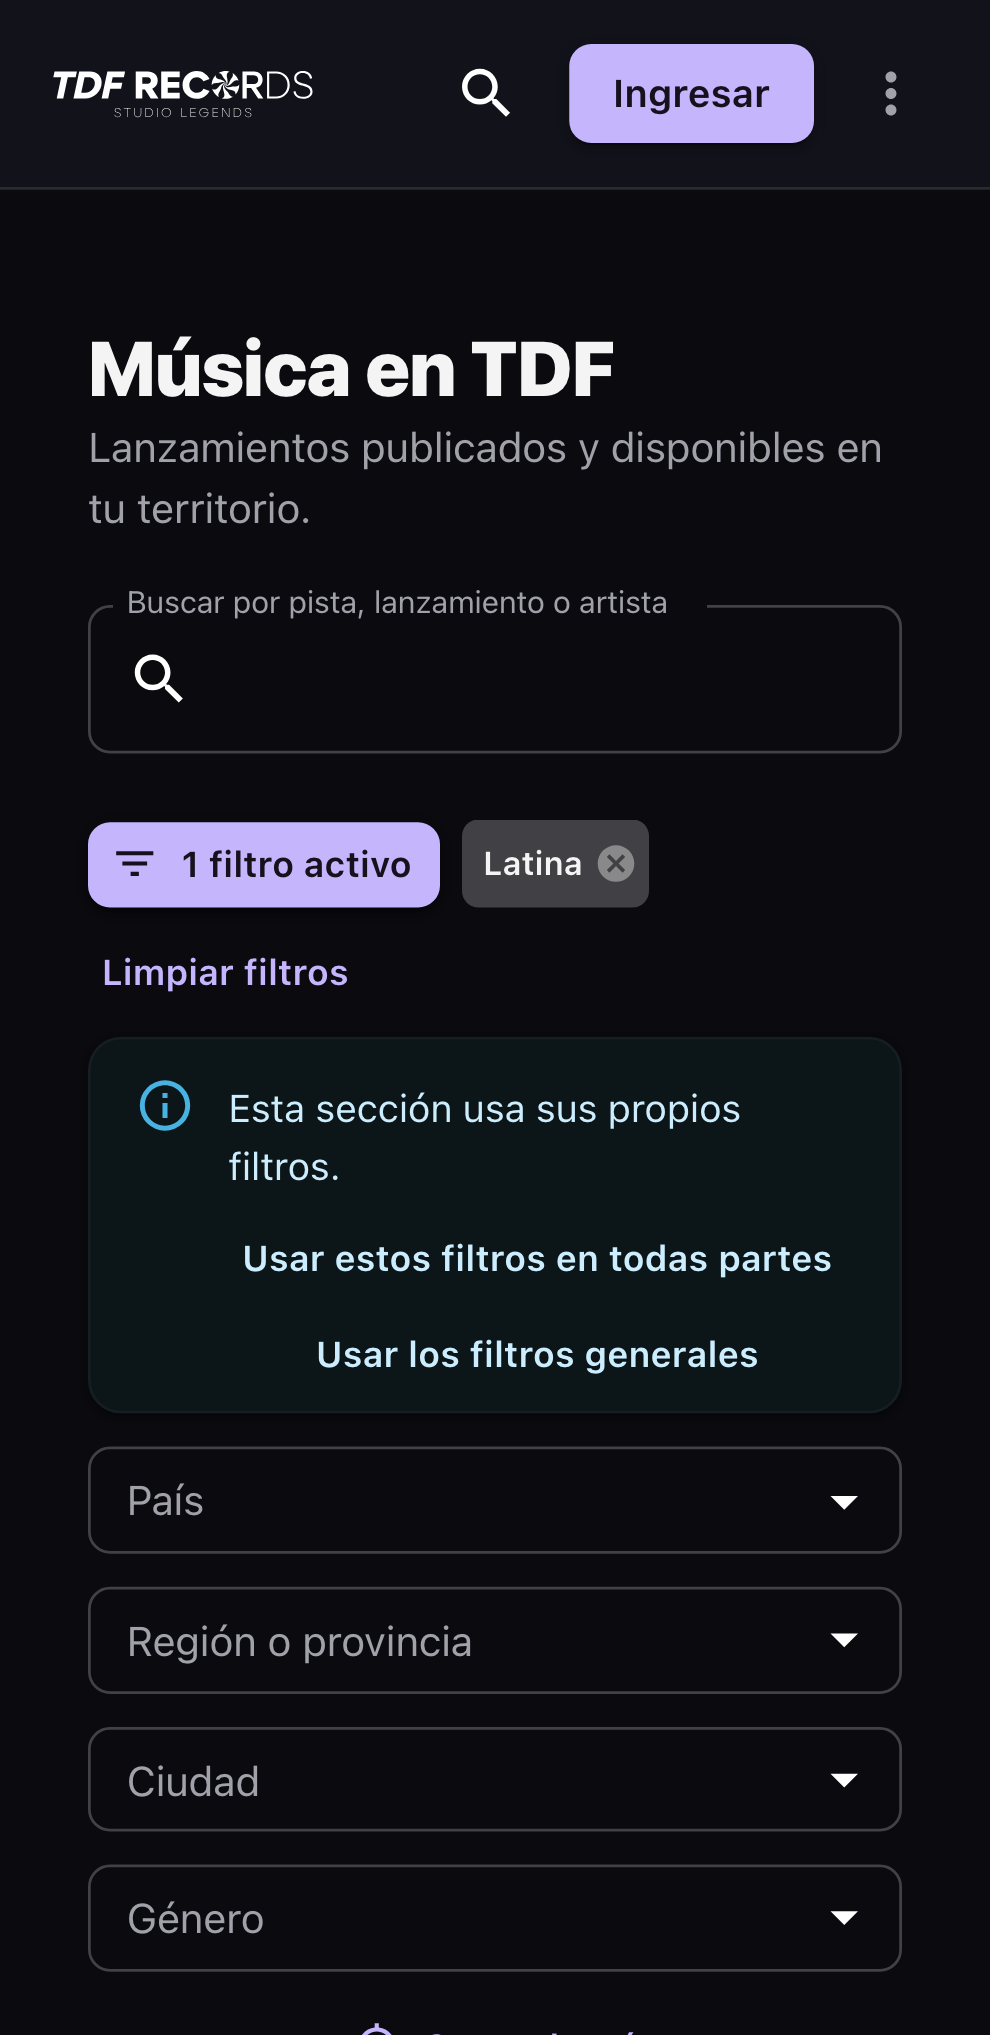 TDF RECORDS
STUDIO LEGENDS
Ingresar
Música en TDF
Lanzamientos publicados y disponibles en
tu territorio.
Buscar por pista, lanzamiento o artista
1 filtro activo
Latina
Limpiar filtros
Esta sección usa sus propios
filtros.
Usar estos filtros en todas partes
Usar los filtros generales
País
Región o provincia
Ciudad
Género